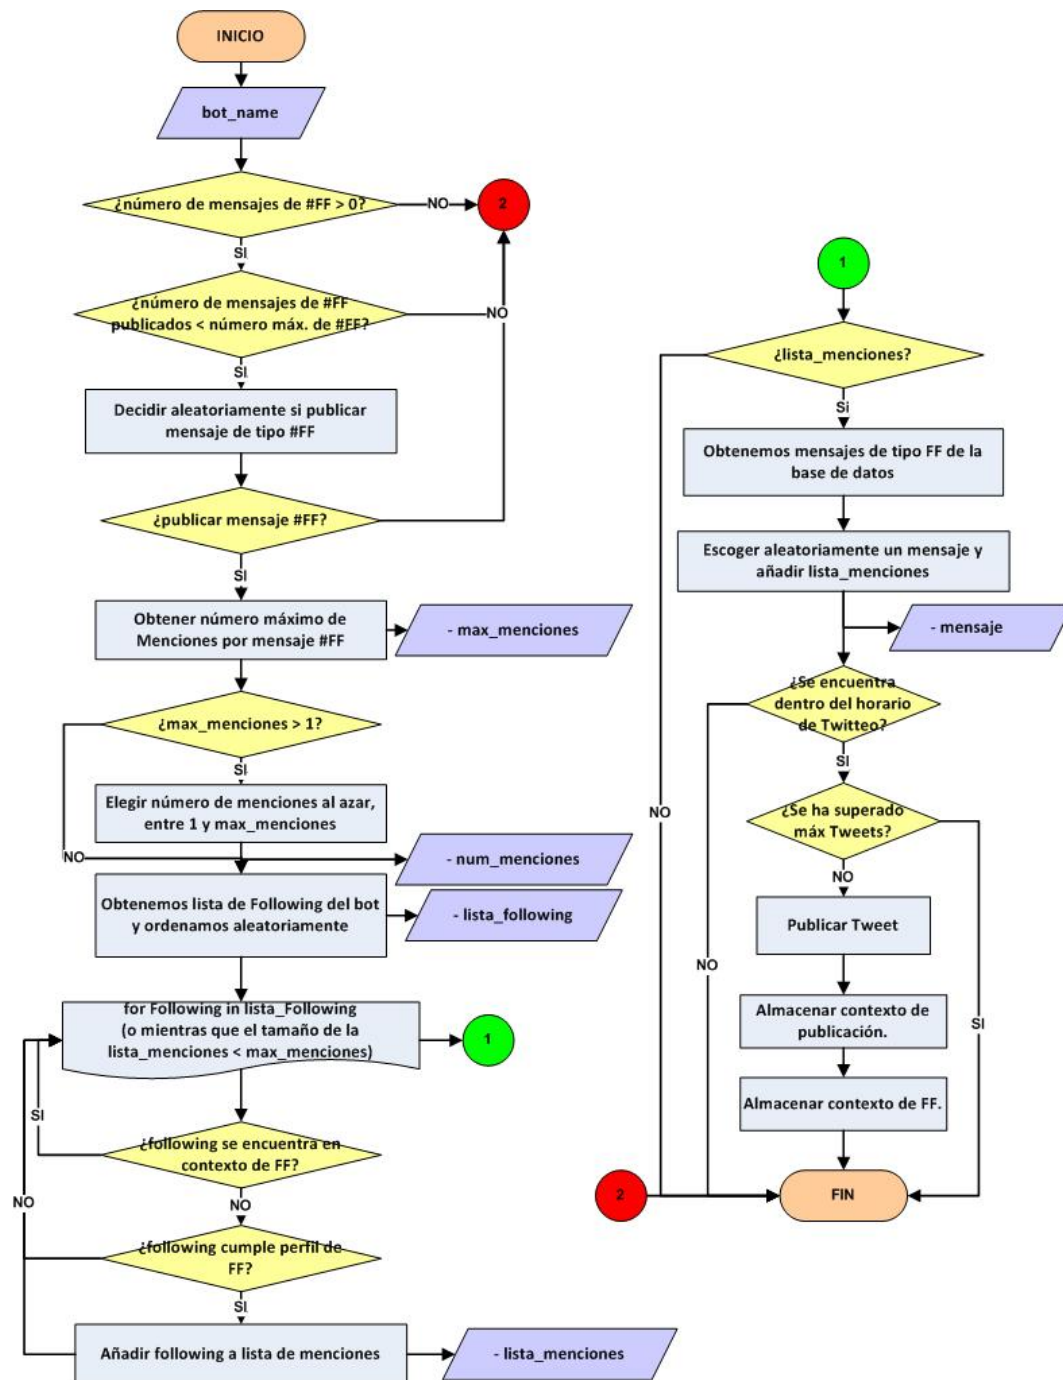 INICIO
bot_name
¿número de mensajes de #FF > 0?
NO
2
SI
¿número de mensajes de #FF
publicados < número máx. de #FF?
NO
SI
Decidir aleatoriamente si publicar
mensaje de tipo #FF
¿publicar mensaje #FF?
SI
Obtener número máximo de
Menciones por mensaje #FF
- max_menciones
¿max_menciones > 1?
SI
Elegir número de menciones al azar,
entre 1 y max_menciones
NO
- num_menciones
Obtenemos lista de Following del bot
y ordenamos aleatoriamente
- lista_following
for Following in lista_Following
(o mientras que el tamaño de la
lista_menciones < max_menciones)
1
SI
¿following se encuentra en
contexto de FF?
NO
NO
¿following cumple perfil de
FF?
SI
Añadir following a lista de menciones
- lista_menciones
1
¿lista_menciones?
Si
Obtenemos mensajes de tipo FF de la
base de datos
Escoger aleatoriamente un mensaje y
añadir lista_menciones
- mensaje
¿Se encuentra
dentro del horario
de Twitteo?
SI
NO
¿Se ha superado
máx Tweets?
NO
Publicar Tweet
NO
Almacenar contexto de
publicación.
SI
Almacenar contexto de FF.
2
FIN